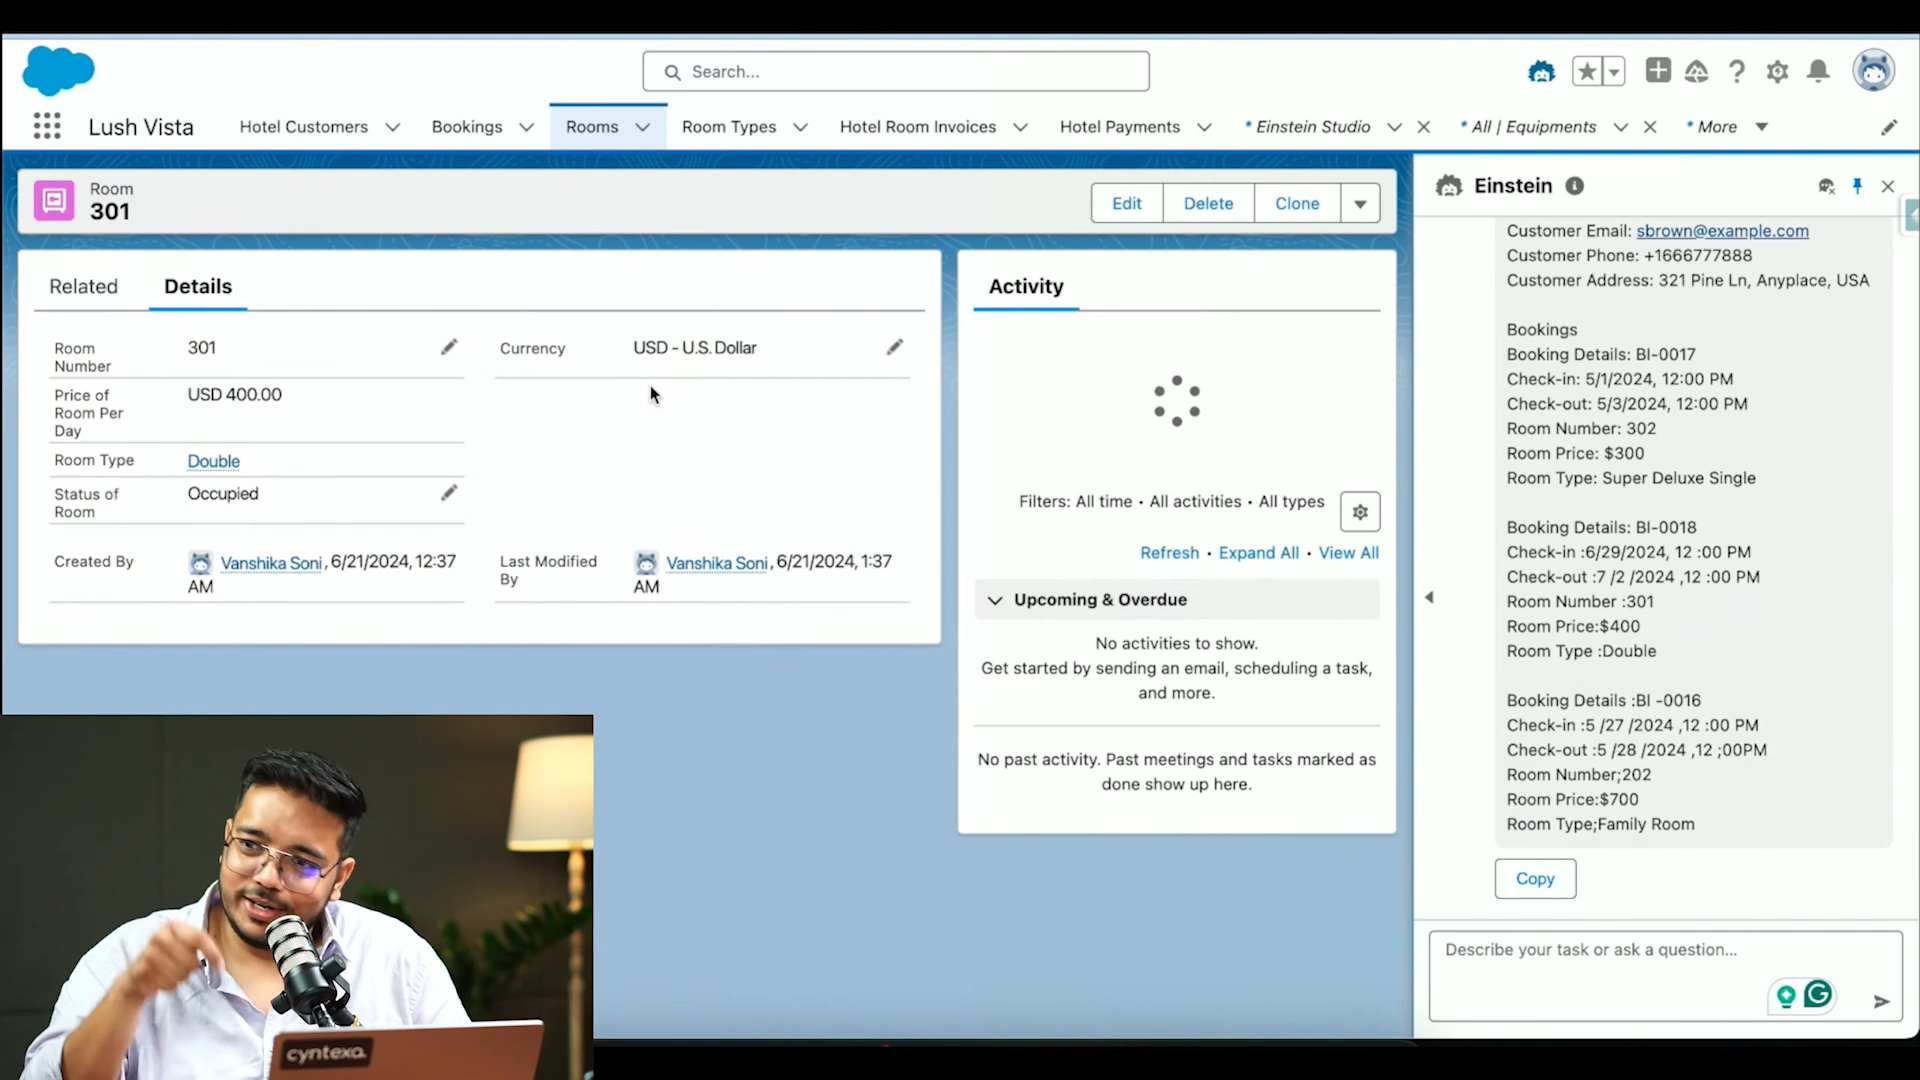 Search...
Lush Vista
Hotel Customers
Bookings
Rooms
Room Types
Hotel Room Invoices
Hotel Payments
* Einstein Studio
* All | Equipments
* More
Room
301
Edit
Delete
Clone
Related
Details
Room Number
301
Currency
USD - U.S. Dollar
Price of Room Per Day
USD 400.00
Room Type
Double
Status of Room
Occupied
Created By
Vanshika Soni, 6/21/2024, 12:37 AM
Last Modified By
Vanshika Soni, 6/21/2024, 1:37 AM
Activity
Filters: All time • All activities • All types
Refresh • Expand All • View All
Upcoming & Overdue
No activities to show.
Get started by sending an email, scheduling a task,
and more.
No past activity. Past meetings and tasks marked as
done show up here.
Einstein
Customer Email: sbrown@example.com
Customer Phone: +1666777888
Customer Address: 321 Pine Ln, Anyplace, USA
Bookings
Booking Details: BI-0017
Check-in: 5/1/2024, 12:00 PM
Check-out: 5/3/2024, 12:00 PM
Room Number: 302
Room Price: $300
Room Type: Super Deluxe Single
Booking Details: BI-0018
Check-in :6/29/2024, 12 :00 PM
Check-out :7 /2 /2024 ,12 :00 PM
Room Number :301
Room Price:$400
Room Type :Double
Booking Details :BI -0016
Check-in :5 /27 /2024 ,12 :00 PM
Check-out :5 /28 /2024 ,12 ;00PM
Room Number;202
Room Price:$700
Room Type;Family Room
Copy
Describe your task or ask a question...
cyntexa.